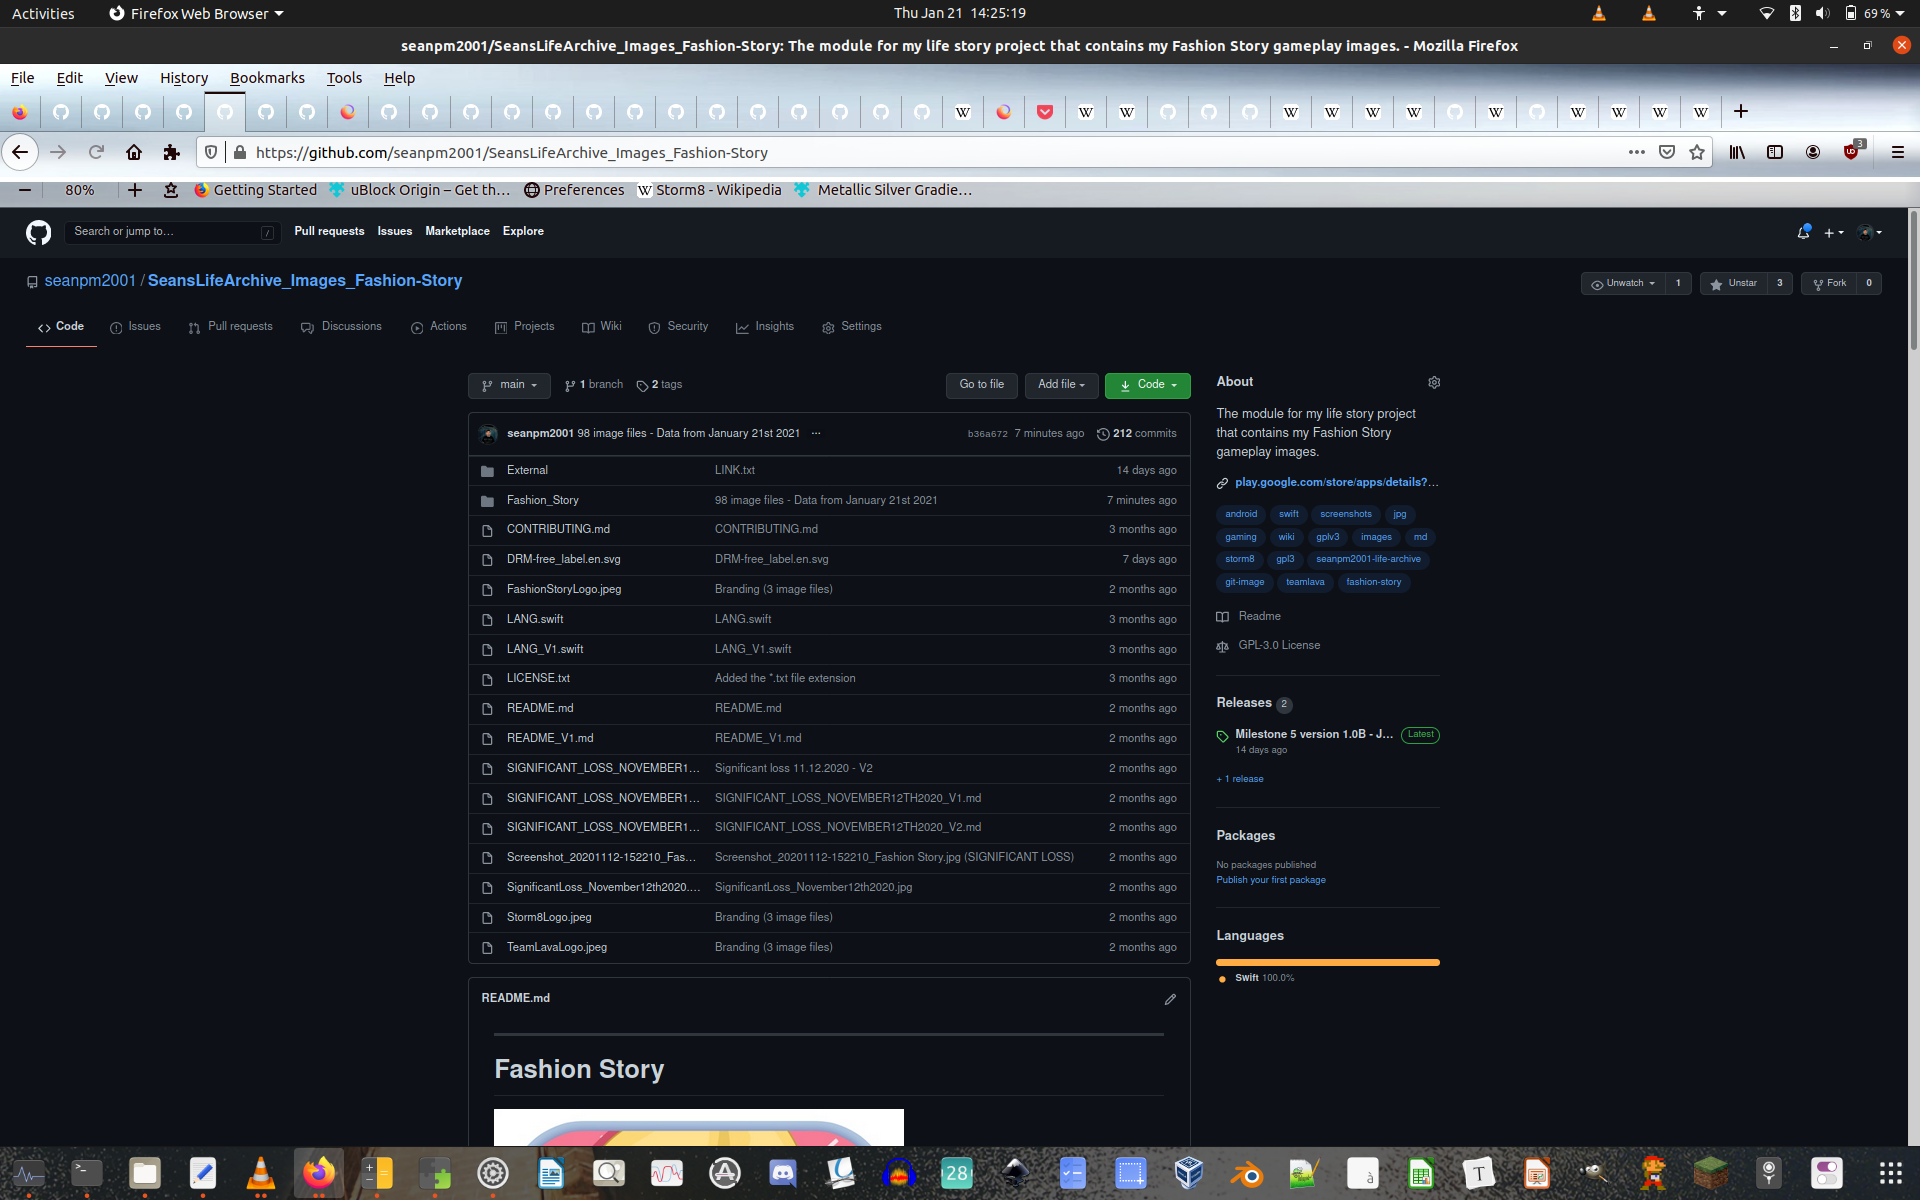 Activities Firefox Web Browser Thu Jan 21 14:25:19 69%
seanpm2001/SeansLifeArchive_Images_Fashion-Story: The module for my life story project that contains my Fashion Story gameplay images. - Mozilla Firefox
File Edit View History Bookmarks Tools Help
https://github.com/seanpm2001/SeansLifeArchive_Images_Fashion-Story 3
80% Getting Started uBlock Origin – Get th… Preferences Storm8 - Wikipedia Metallic Silver Gradie…
Search or jump to… / Pull requests Issues Marketplace Explore
seanpm2001 / SeansLifeArchive_Images_Fashion-Story Unwatch 1 Unstar 3 Fork 0
Code Issues Pull requests Discussions Actions Projects Wiki Security Insights Settings
main 1 branch 2 tags Go to file Add file Code
seanpm2001 98 image files - Data from January 21st 2021 ... b36a672 7 minutes ago 212 commits
External LINK.txt 14 days ago
Fashion_Story 98 image files - Data from January 21st 2021 7 minutes ago
CONTRIBUTING.md CONTRIBUTING.md 3 months ago
DRM-free_label.en.svg DRM-free_label.en.svg 7 days ago
FashionStoryLogo.jpeg Branding (3 image files) 2 months ago
LANG.swift LANG.swift 3 months ago
LANG_V1.swift LANG_V1.swift 3 months ago
LICENSE.txt Added the *.txt file extension 3 months ago
README.md README.md 2 months ago
README_V1.md README_V1.md 2 months ago
SIGNIFICANT_LOSS_NOVEMBER1... Significant loss 11.12.2020 - V2 2 months ago
SIGNIFICANT_LOSS_NOVEMBER1... SIGNIFICANT_LOSS_NOVEMBER12TH2020_V1.md 2 months ago
SIGNIFICANT_LOSS_NOVEMBER1... SIGNIFICANT_LOSS_NOVEMBER12TH2020_V2.md 2 months ago
Screenshot_20201112-152210_Fas... Screenshot_20201112-152210_Fashion Story.jpg (SIGNIFICANT LOSS) 2 months ago
SignificantLoss_November12th2020.... SignificantLoss_November12th2020.jpg 2 months ago
Storm8Logo.jpeg Branding (3 image files) 2 months ago
TeamLavaLogo.jpeg Branding (3 image files) 2 months ago
README.md
Fashion Story
About
The module for my life story project
that contains my Fashion Story
gameplay images.
play.google.com/store/apps/details?…
android swift screenshots jpg
gaming wiki gplv3 images md
storm8 gpl3 seanpm2001-life-archive
git-image teamlava fashion-story
Readme
GPL-3.0 License
Releases 2
Milestone 5 version 1.0B - J... Latest
14 days ago
+ 1 release
Packages
No packages published
Publish your first package
Languages
Swift 100.0%
28